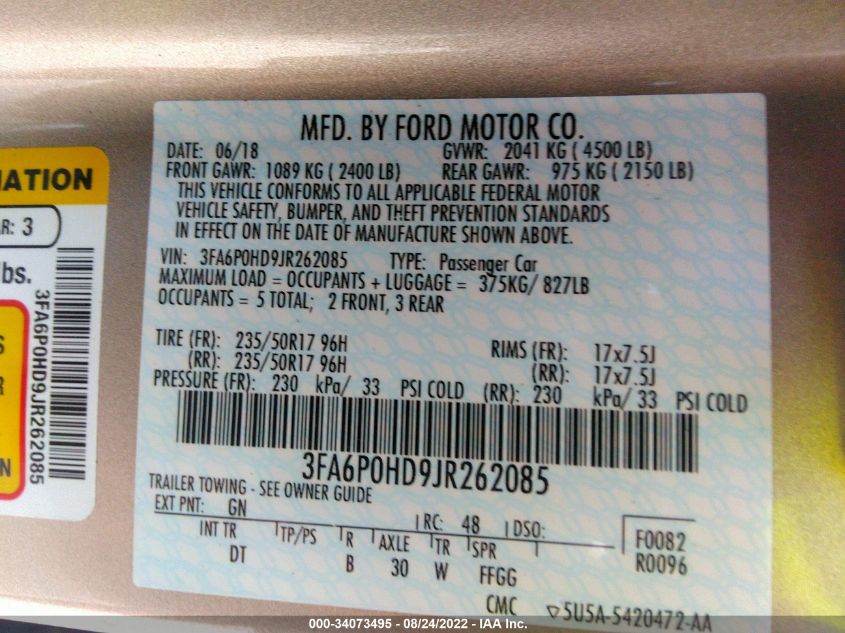 MFD. BY FORD MOTOR CO.
DATE: 06/18 GVWR: 2041 KG ( 4500 LB)
FRONT GAWR: 1089 KG ( 2400 LB) REAR GAWR: 975 KG ( 2150 LB)
THIS VEHICLE CONFORMS TO ALL APPLICABLE FEDERAL MOTOR
VEHICLE SAFETY, BUMPER, AND THEFT PREVENTION STANDARDS
IN EFFECT ON THE DATE OF MANUFACTURE SHOWN ABOVE.
VIN: 3FA6P0HD9JR262085 TYPE: Passenger Car
MAXIMUM LOAD = OCCUPANTS + LUGGAGE = 375KG/ 827LB
OCCUPANTS = 5 TOTAL; 2 FRONT, 3 REAR
TIRE (FR): 235/50R17 96H RIMS (FR): 17x7.5J
(RR): 235/50R17 96H (RR): 17x7.5J
PRESSURE (FR): 230 kPa/ 33 PSI COLD (RR): 230 kPa/ 33 PSI COLD
3FA6P0HD9JR262085
TRAILER TOWING - SEE OWNER GUIDE
EXT PNT: GN RC: 48 DSO: F0082
INT TR TP/PS R AXLE TR SPR R0096
DT B 30 W FFGG
CMC ▽5U5A-5420472-AA
MATION
AR: 3
lbs.
S
R
N
3FA6P0HD9JR262085
000-34073495 - 08/24/2022 - IAA Inc.